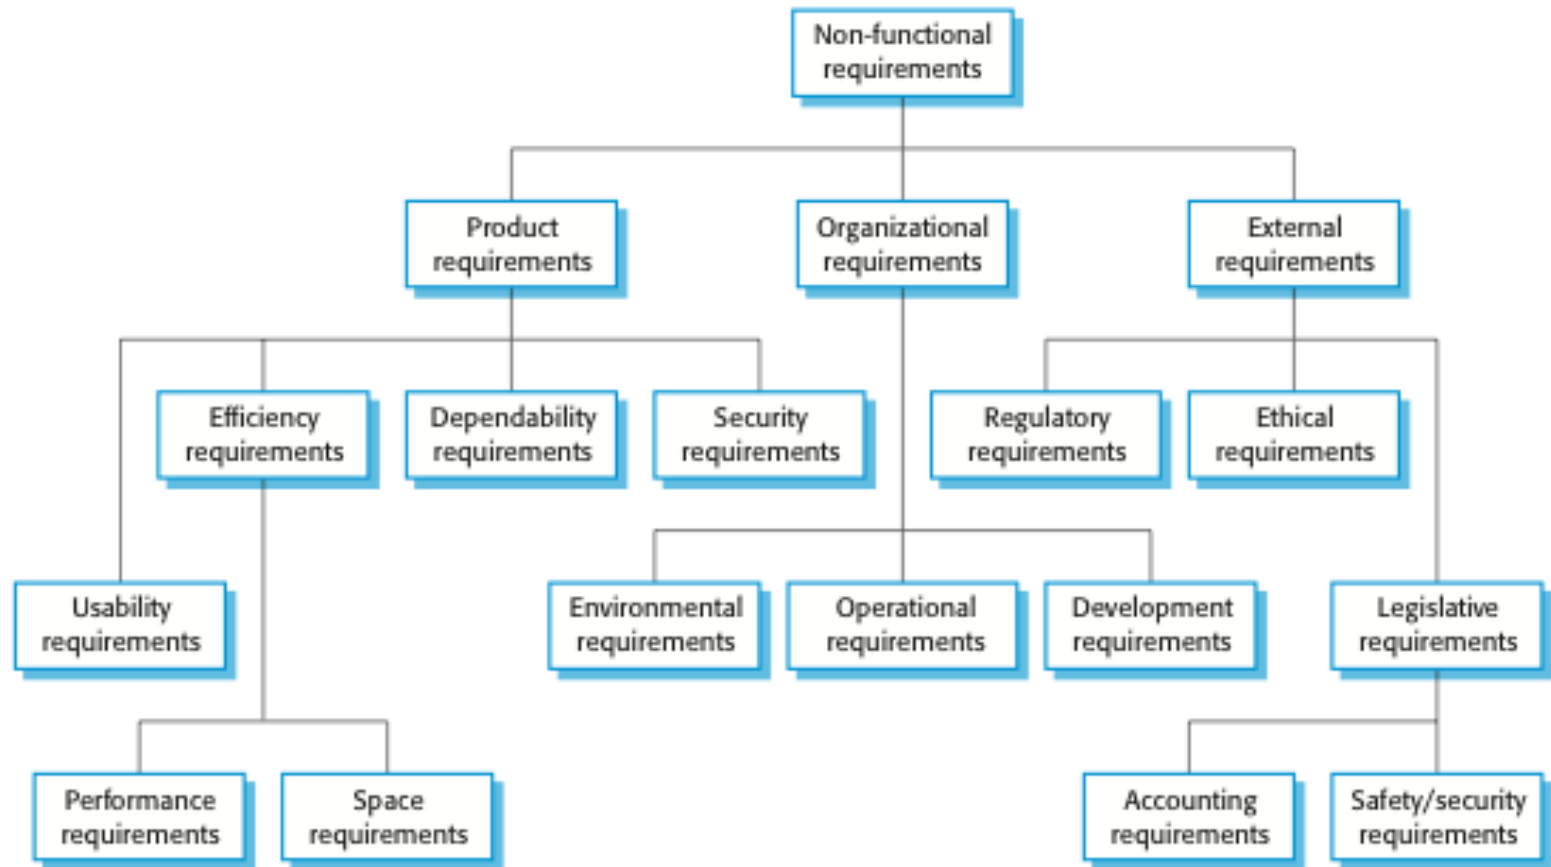 Non-functional
requirements
Product
requirements
Organizational
requirements
External
requirements
Efficiency
requirements
Dependability
requirements
Security
requirements
Regulatory
requirements
Ethical
requirements
Usability
requirements
Environmental
requirements
Operational
requirements
Development
requirements
Legislative
requirements
Performance
requirements
Space
requirements
Accounting
requirements
Safety/security
requirements